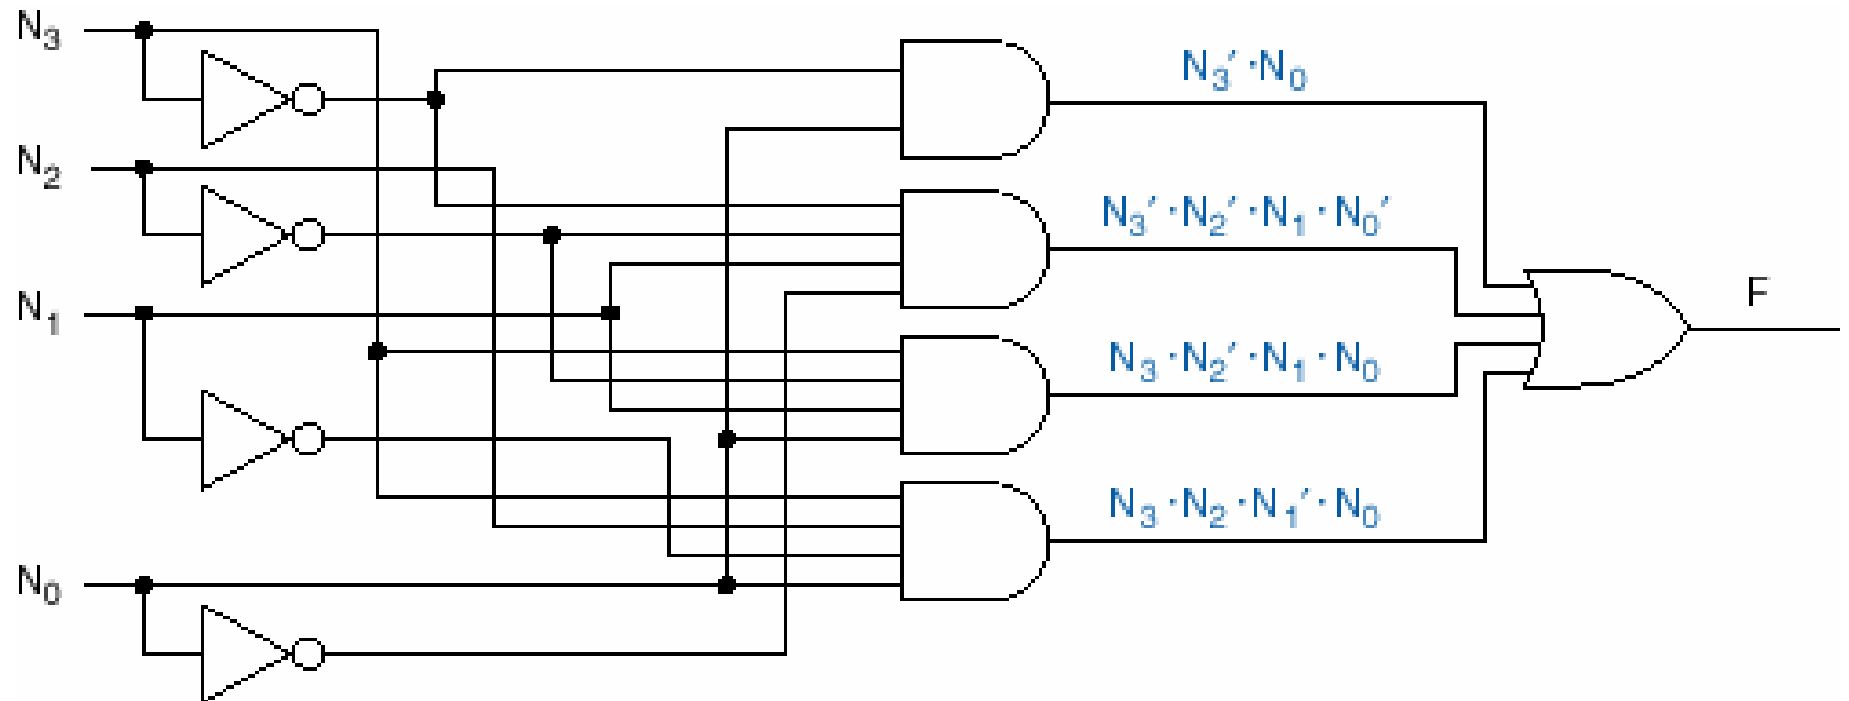 N₃
N₃′ · N₀
N₂
N₃′ · N₂′ · N₁ · N₀′
F
N₁
N₃ · N₂′ · N₁ · N₀
N₃ · N₂ · N₁′ · N₀
N₀